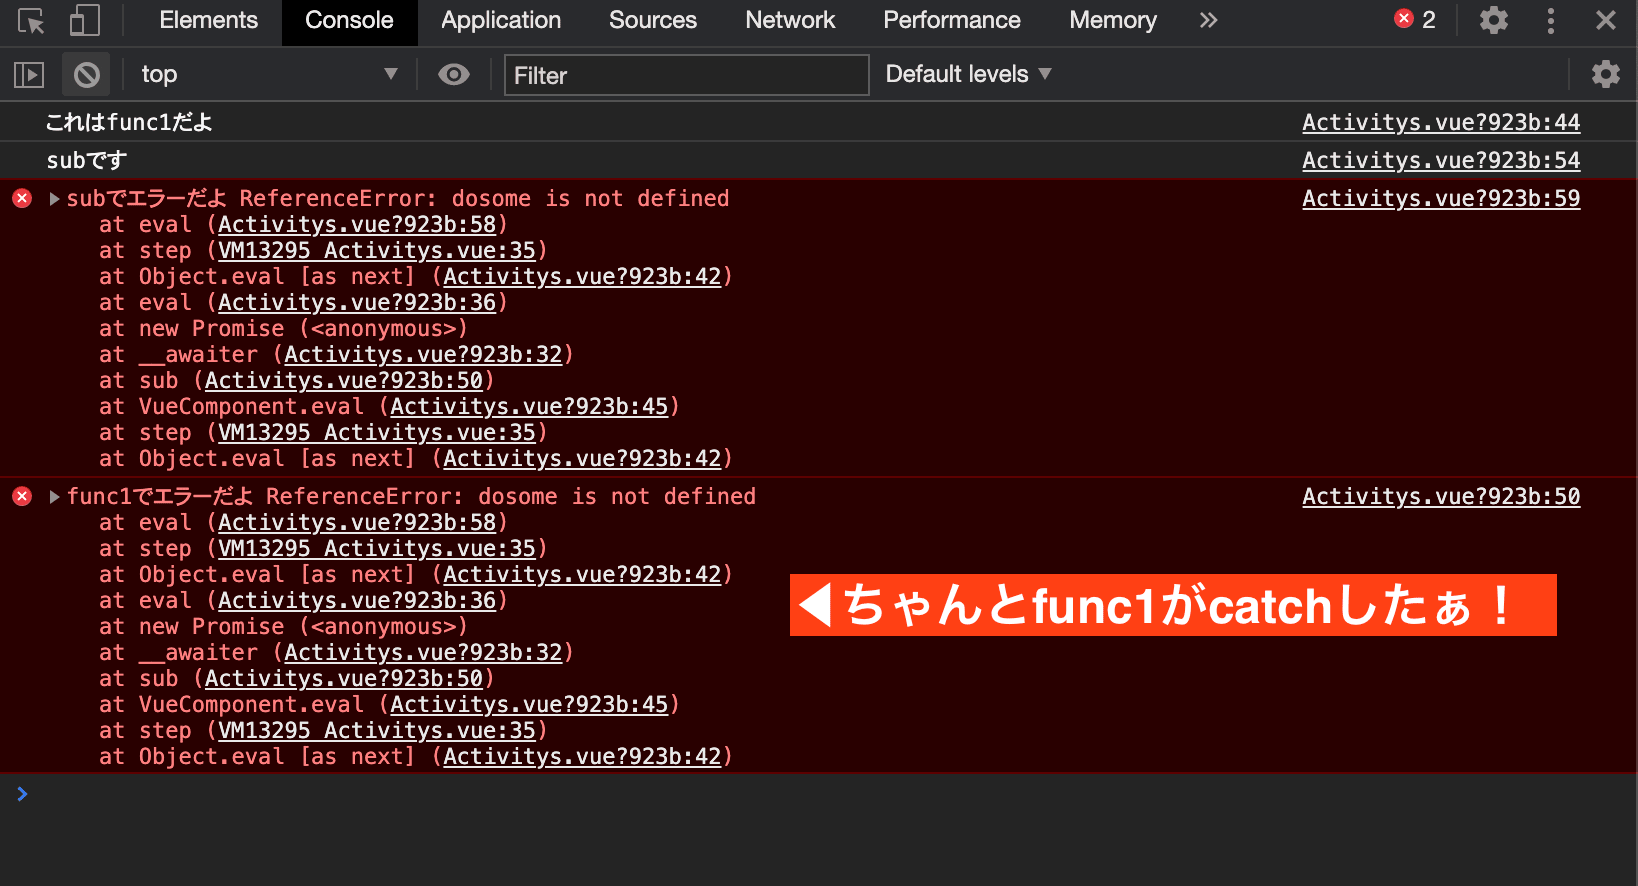 Elements Console Application Sources Network Performance Memory » 2
top Filter Default levels
これはfunc1だよ Activitys.vue?923b:44
subです Activitys.vue?923b:54
subでエラーだよ ReferenceError: dosome is not defined Activitys.vue?923b:59
at eval (Activitys.vue?923b:58)
at step (VM13295 Activitys.vue:35)
at Object.eval [as next] (Activitys.vue?923b:42)
at eval (Activitys.vue?923b:36)
at new Promise (<anonymous>)
at __awaiter (Activitys.vue?923b:32)
at sub (Activitys.vue?923b:50)
at VueComponent.eval (Activitys.vue?923b:45)
at step (VM13295 Activitys.vue:35)
at Object.eval [as next] (Activitys.vue?923b:42)
func1でエラーだよ ReferenceError: dosome is not defined Activitys.vue?923b:50
at eval (Activitys.vue?923b:58)
at step (VM13295 Activitys.vue:35)
at Object.eval [as next] (Activitys.vue?923b:42)
at eval (Activitys.vue?923b:36)
◀ちゃんとfunc1がcatchしたぁ！
at new Promise (<anonymous>)
at __awaiter (Activitys.vue?923b:32)
at sub (Activitys.vue?923b:50)
at VueComponent.eval (Activitys.vue?923b:45)
at step (VM13295 Activitys.vue:35)
at Object.eval [as next] (Activitys.vue?923b:42)